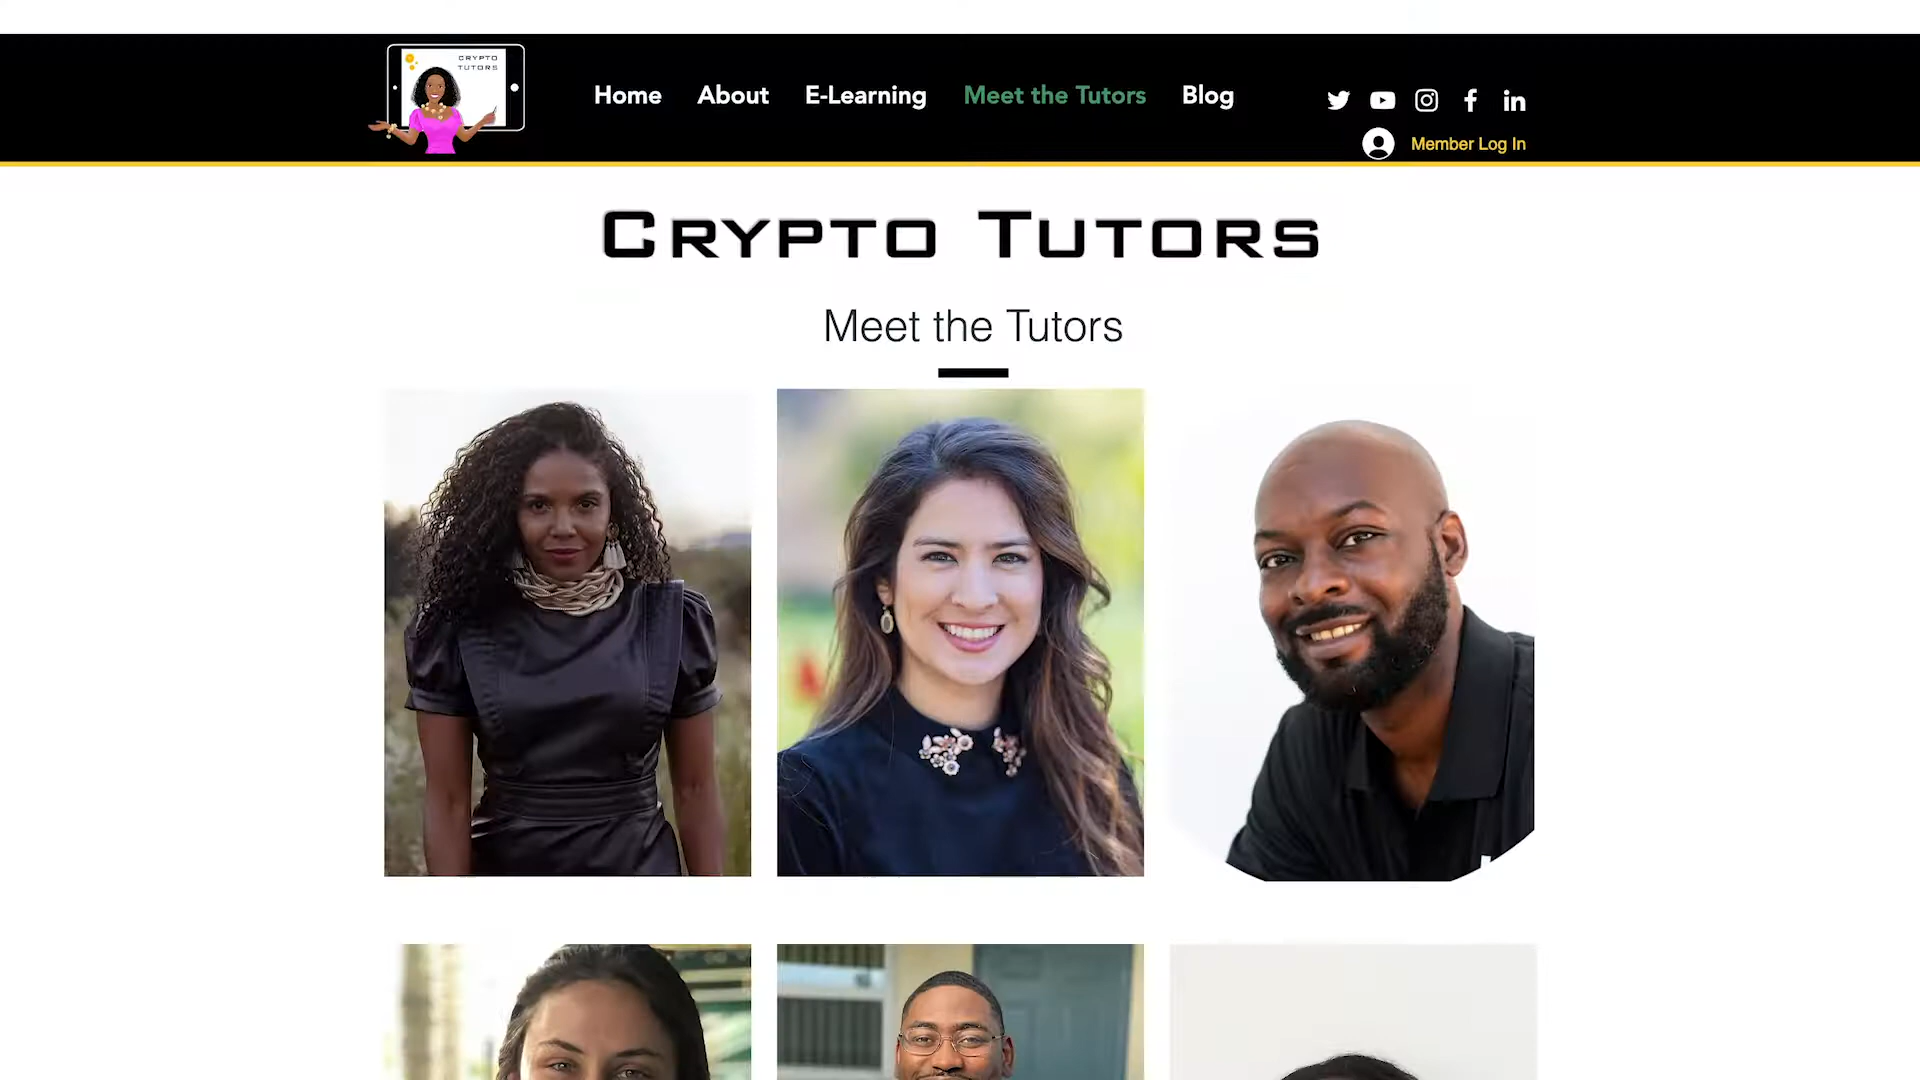 CRYPTO
TUTORS
Home About E-Learning Meet the Tutors Blog
Member Log In
CRYPTO TUTORS
Meet the Tutors